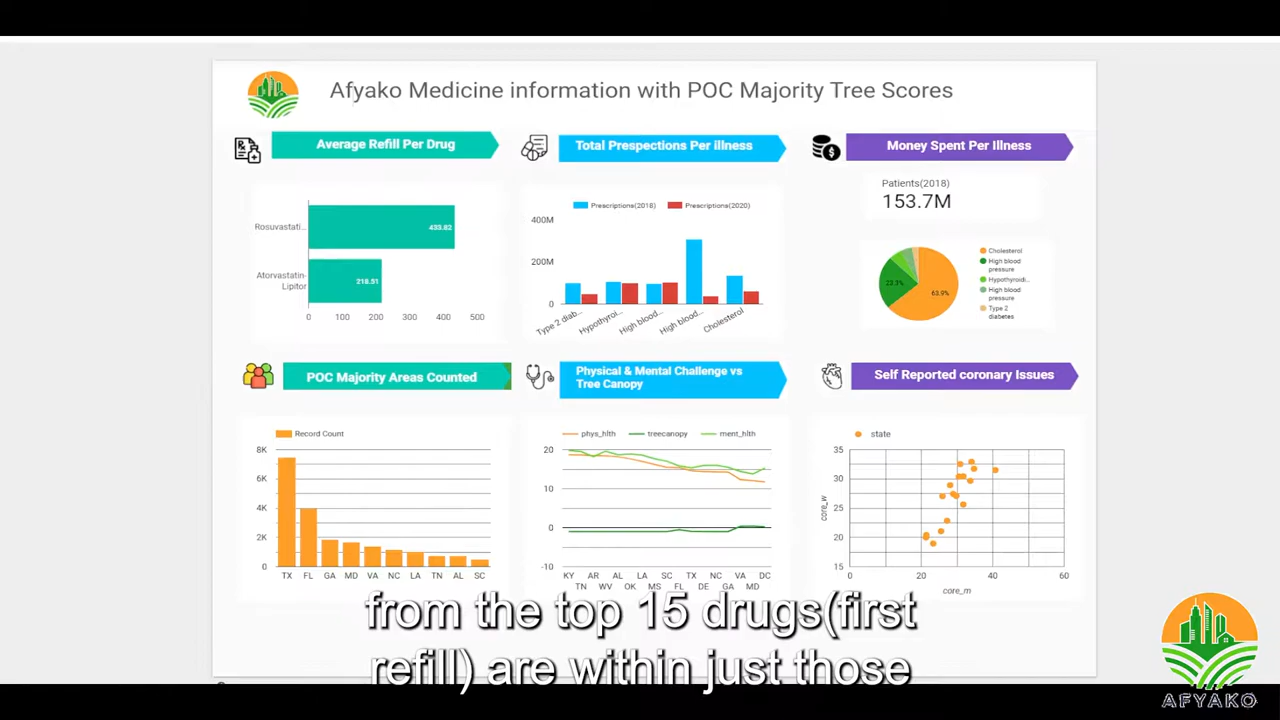 Afyako Medicine information with POC Majority Tree Scores
Average Refill Per Drug
Total Prespections Per illness
Money Spent Per Illness
Rosuvastati...
433.82
Atorvastatin-
Lipitor
218.51
0 100 200 300 400 500
Prescriptions(2018) Prescriptions(2020)
400M
200M
0
Type 2 diab... Hypothyroi... High blood... High blood... Cholesterol
Patients(2018)
153.7M
23.3%
63.9%
Cholesterol
High blood
pressure
Hypothyroidi...
High blood
pressure
Type 2
diabetes
POC Majority Areas Counted
Physical & Mental Challenge vs
Tree Canopy
Self Reported coronary Issues
Record Count
8K
6K
4K
2K
0
TX FL GA MD VA NC LA TN AL SC
phys_hlth treecanopy ment_hlth
20
10
0
-10
KY AR AL LA SC TX NC VA DC
TN WV OK MS FL DE GA MD
state
35
30
25
20
15
core_w
0 20 40 60
core_m
from the top 15 drugs(first
refill) are within just those
AFYAKO